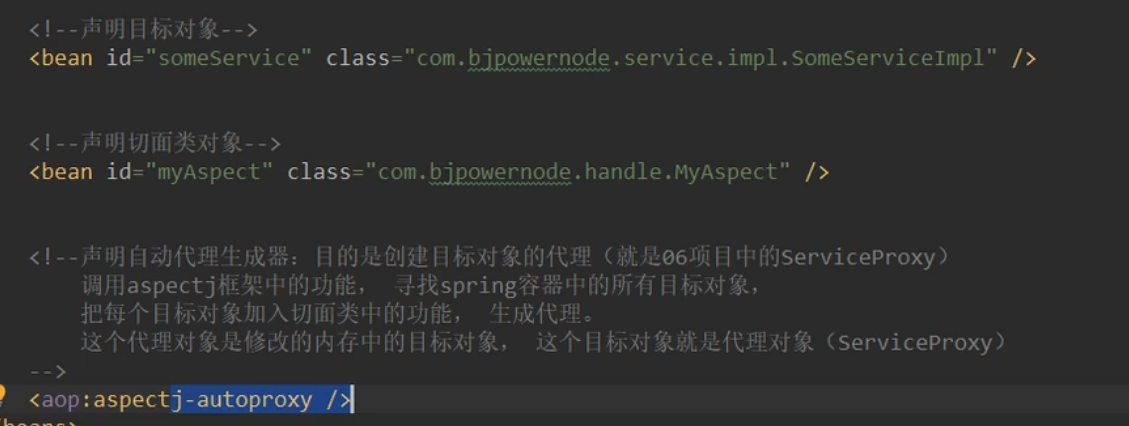 <!--声明目标对象-->
<bean id="someService" class="com.bjpowernode.service.impl.SomeServiceImpl" />
<!--声明切面类对象-->
<bean id="myAspect" class="com.bjpowernode.handle.MyAspect" />
<!--声明自动代理生成器: 目的是创建目标对象的代理（就是06项目中的ServiceProxy）
调用aspectj框架中的功能， 寻找spring容器中的所有目标对象，
把每个目标对象加入切面类中的功能， 生成代理。
这个代理对象是修改的内存中的目标对象， 这个目标对象就是代理对象（ServiceProxy）
-->
<aop:aspectj-autoproxy />